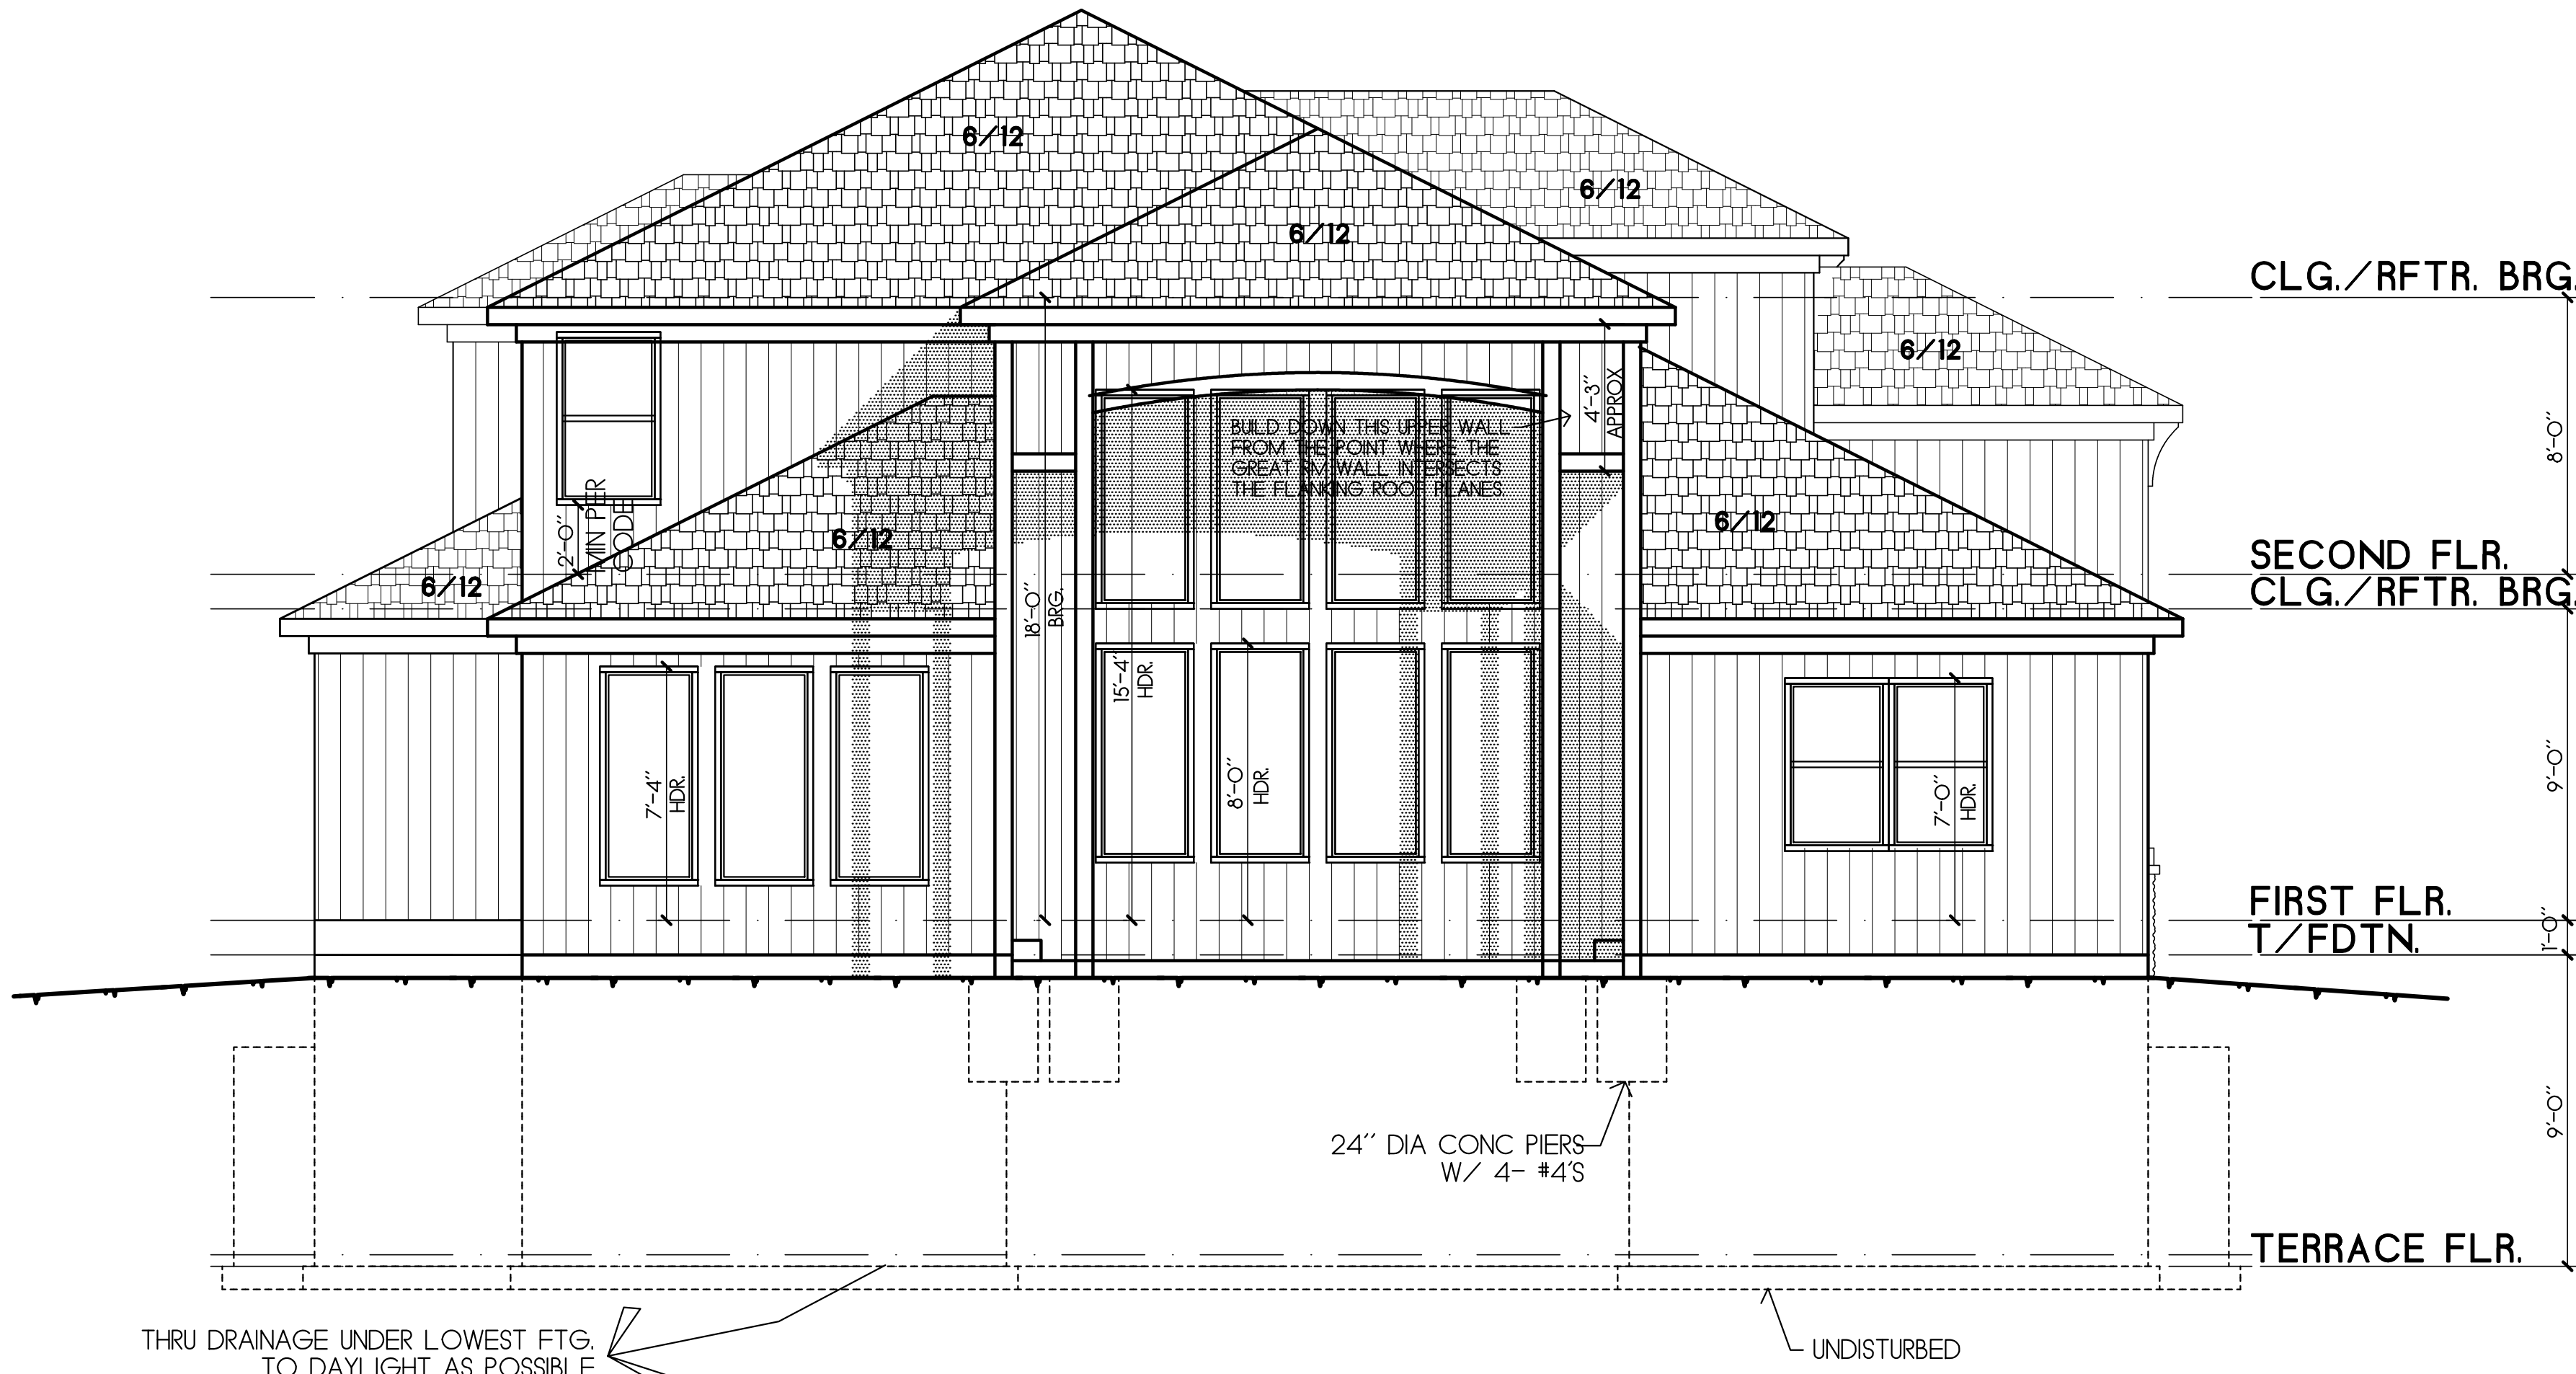 6/12
6/12
6/12
CLG./RFTR. BRG.
6/12
4'-3"
APPROX
BUILD DOWN THIS UPPER WALL
FROM THE POINT WHERE THE
GREAT RM WALL INTERSECTS
THE FLANKING ROOF PLANES
8'-0"
2'-0"
MIN PER
CODE
6/12
6/12
6/12
SECOND FLR.
CLG./RFTR. BRG.
18'-0"
BRG.
15'-4"
HDR.
7'-4"
HDR.
8'-0"
HDR.
7'-0"
HDR.
9'-0"
FIRST FLR.
T/FDTN.
1'-0"
24" DIA CONC PIERS
W/ 4- #4'S
9'-0"
TERRACE FLR.
THRU DRAINAGE UNDER LOWEST FTG.
TO DAYLIGHT AS POSSIBLE
UNDISTURBED